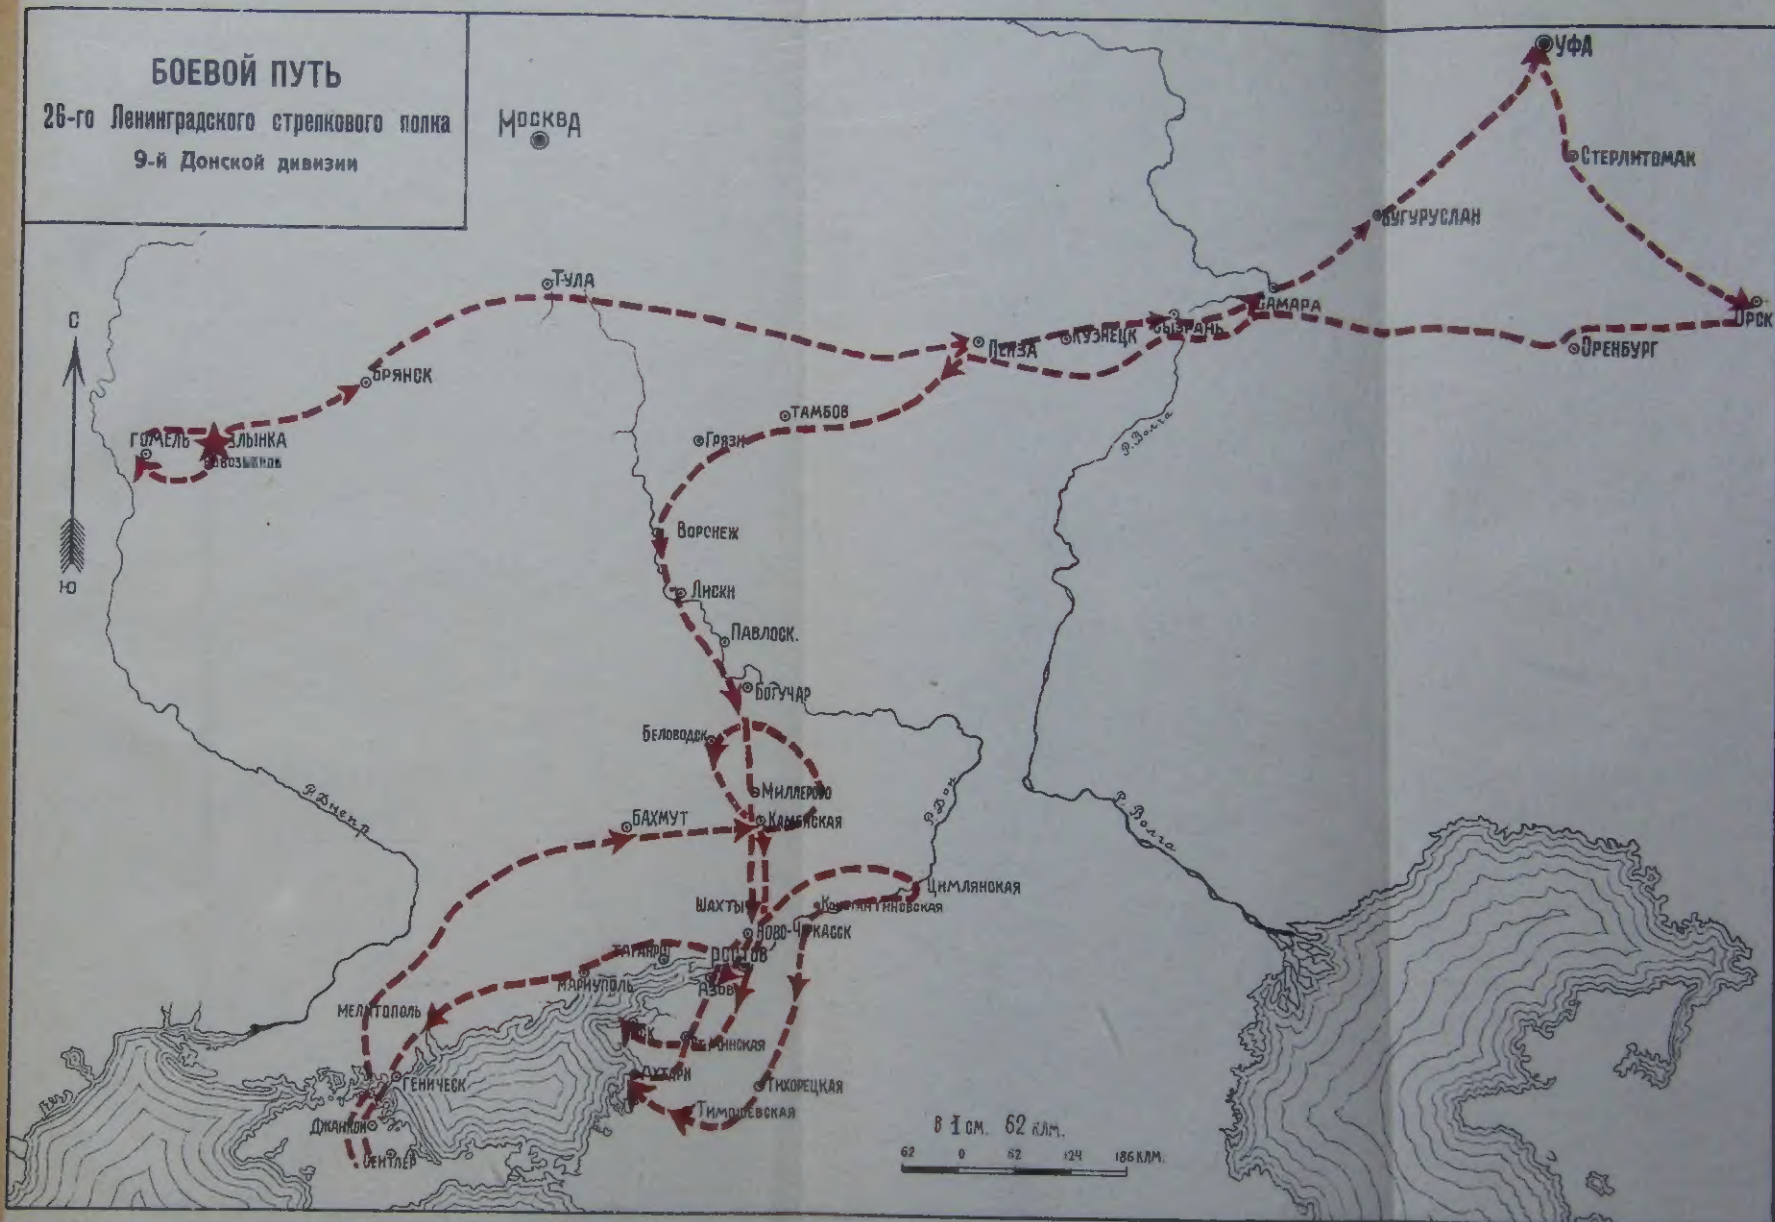 БОЕВОЙ ПУТЬ
26-го Ленинградского стрелкового полка
9-й Донской дивизии
МОСКВА
УФА
СТЕРЛИТОМАК
БУГУРУСЛАН
С
Ю
ТУЛА
САМАРА
ОРСК
ПЕНЗА
КУЗНЕЦК
СЫЗРАНЬ
ОРЕНБУРГ
БРЯНСК
ТАМБОВ
ГРЯЗИ
ГОМЕЛЬ
ЗЛЫНКА
НОВОЗЫБКОВ
Р. Волга
ВОРОНЕЖ
ЛИСКИ
ПАВЛОСК.
БОГУЧАР
БЕЛОВОДСК
МИЛЛЕРОВО
Р. Днепр
БАХМУТ
КАМЕНСКАЯ
Р. Дон
Р. Волга
ШАХТЫ
КОНСТАНТИНОВСКАЯ
ЦИМЛЯНСКАЯ
НОВО-ЧЕРКАССК
ТАГАНРОГ
РОСТОВ
МАРИУПОЛЬ
АЗОВ
МЕЛИТОПОЛЬ
ГЕНИЧЕСК
ТИХОРЕЦКАЯ
ТИМОШЕВСКАЯ
ДЖАНКОЙ
В 1 СМ. 62 КЛМ.
62 0 62 124 186 КЛМ.